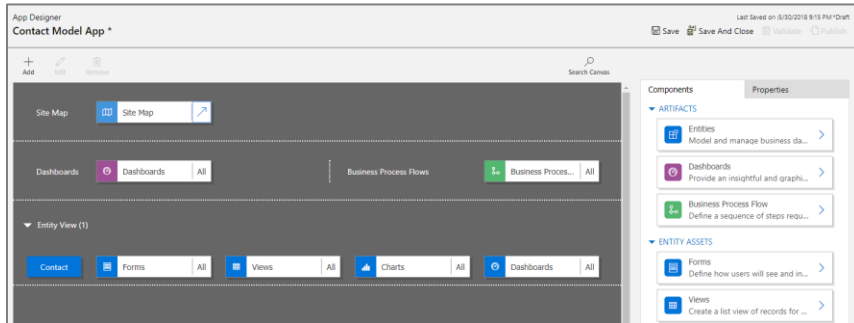 App Designer
Contact Model App *
Last Saved on :5/30/2018 9:15 PM *Draft
Save Save And Close Validate Publish
Add Edit Remove Search Canvas
Site Map Site Map
Dashboards Dashboards All Business Process Flows Business Proces... All
Entity View (1)
Contact Forms All Views All Charts All Dashboards All
Components Properties
ARTIFACTS
Entities
Model and manage business da...
Dashboards
Provide an insightful and graphi...
Business Process Flow
Define a sequence of steps requ...
ENTITY ASSETS
Forms
Define how users will see and in...
Views
Create a list view of records for ...